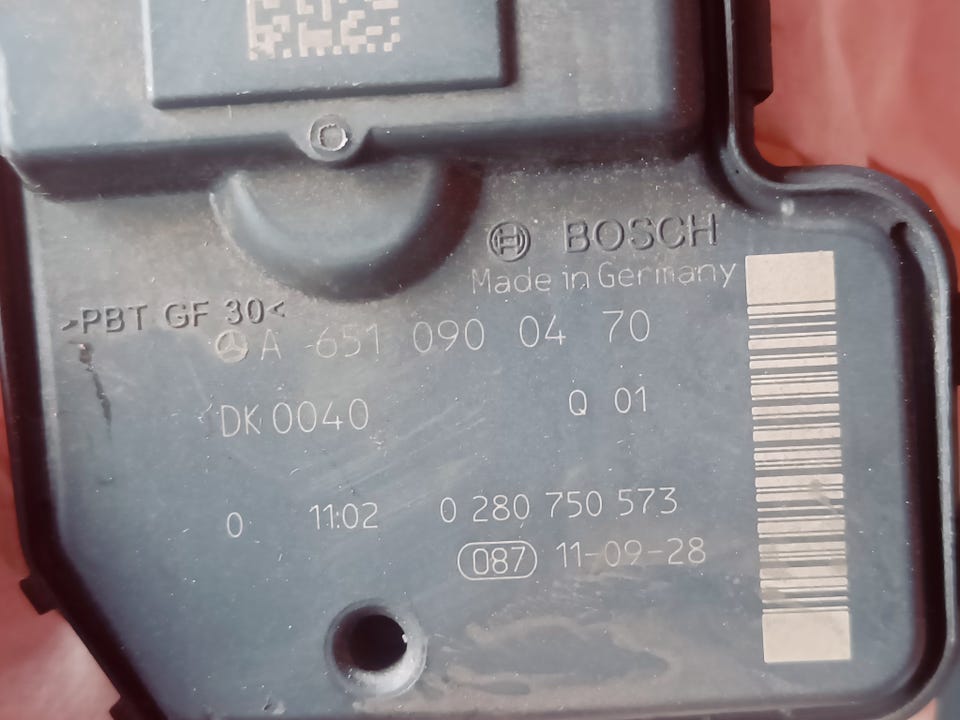 BOSCH
Made in Germany
>PBT GF 30<
A 651 090 04 70
DK 0040 Q 01
0 11:02 0 280 750 573
087 11-09-28